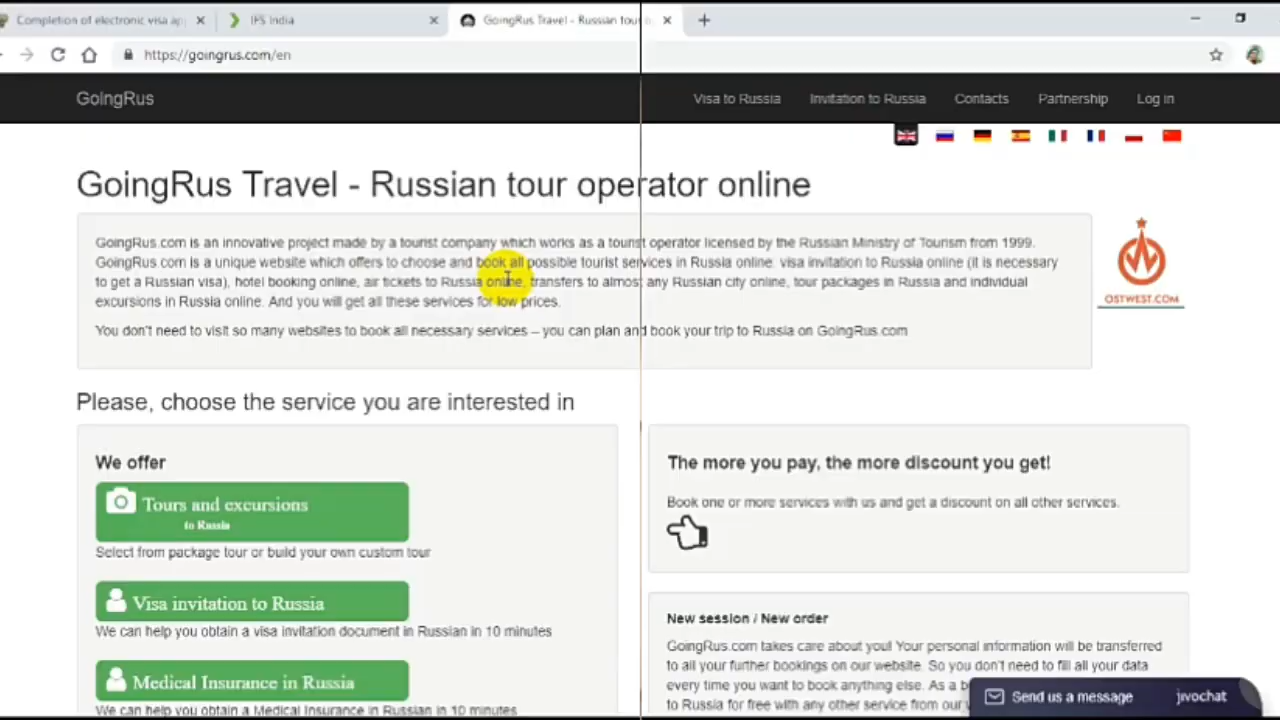 Completion of electronic visa ap
IFS India
GoingRus Travel - Russian tour
https://goingrus.com/en
GoingRus
Visa to Russia
Invitation to Russia
Contacts
Partnership
Log in
GoingRus Travel - Russian tour operator online
GoingRus.com is an innovative project made by a tourist company which works as a tourist operator licensed by the Russian Ministry of Tourism from 1999.
GoingRus.com is a unique website which offers to choose and book all possible tourist services in Russia online: visa invitation to Russia online (it is necessary
to get a Russian visa), hotel booking online, air tickets to Russia online, transfers to almost any Russian city online, tour packages in Russia and individual
excursions in Russia online. And you will get all these services for low prices.
You don't need to visit so many websites to book all necessary services – you can plan and book your trip to Russia on GoingRus.com
OSTWEST.COM
Please, choose the service you are interested in
We offer
Tours and excursions
to Russia
Select from package tour or build your own custom tour
Visa invitation to Russia
We can help you obtain a visa invitation document in Russian in 10 minutes
Medical Insurance in Russia
We can help you obtain a Medical Insurance in Russian in 10 minutes
The more you pay, the more discount you get!
Book one or more services with us and get a discount on all other services.
New session / New order
GoingRus.com takes care about you! Your personal information will be transferred
to all your further bookings on our website. So you don't need to fill all your data
every time you want to book anything else. As a b
to Russia for free with any other service from our
Send us a message
jivochat